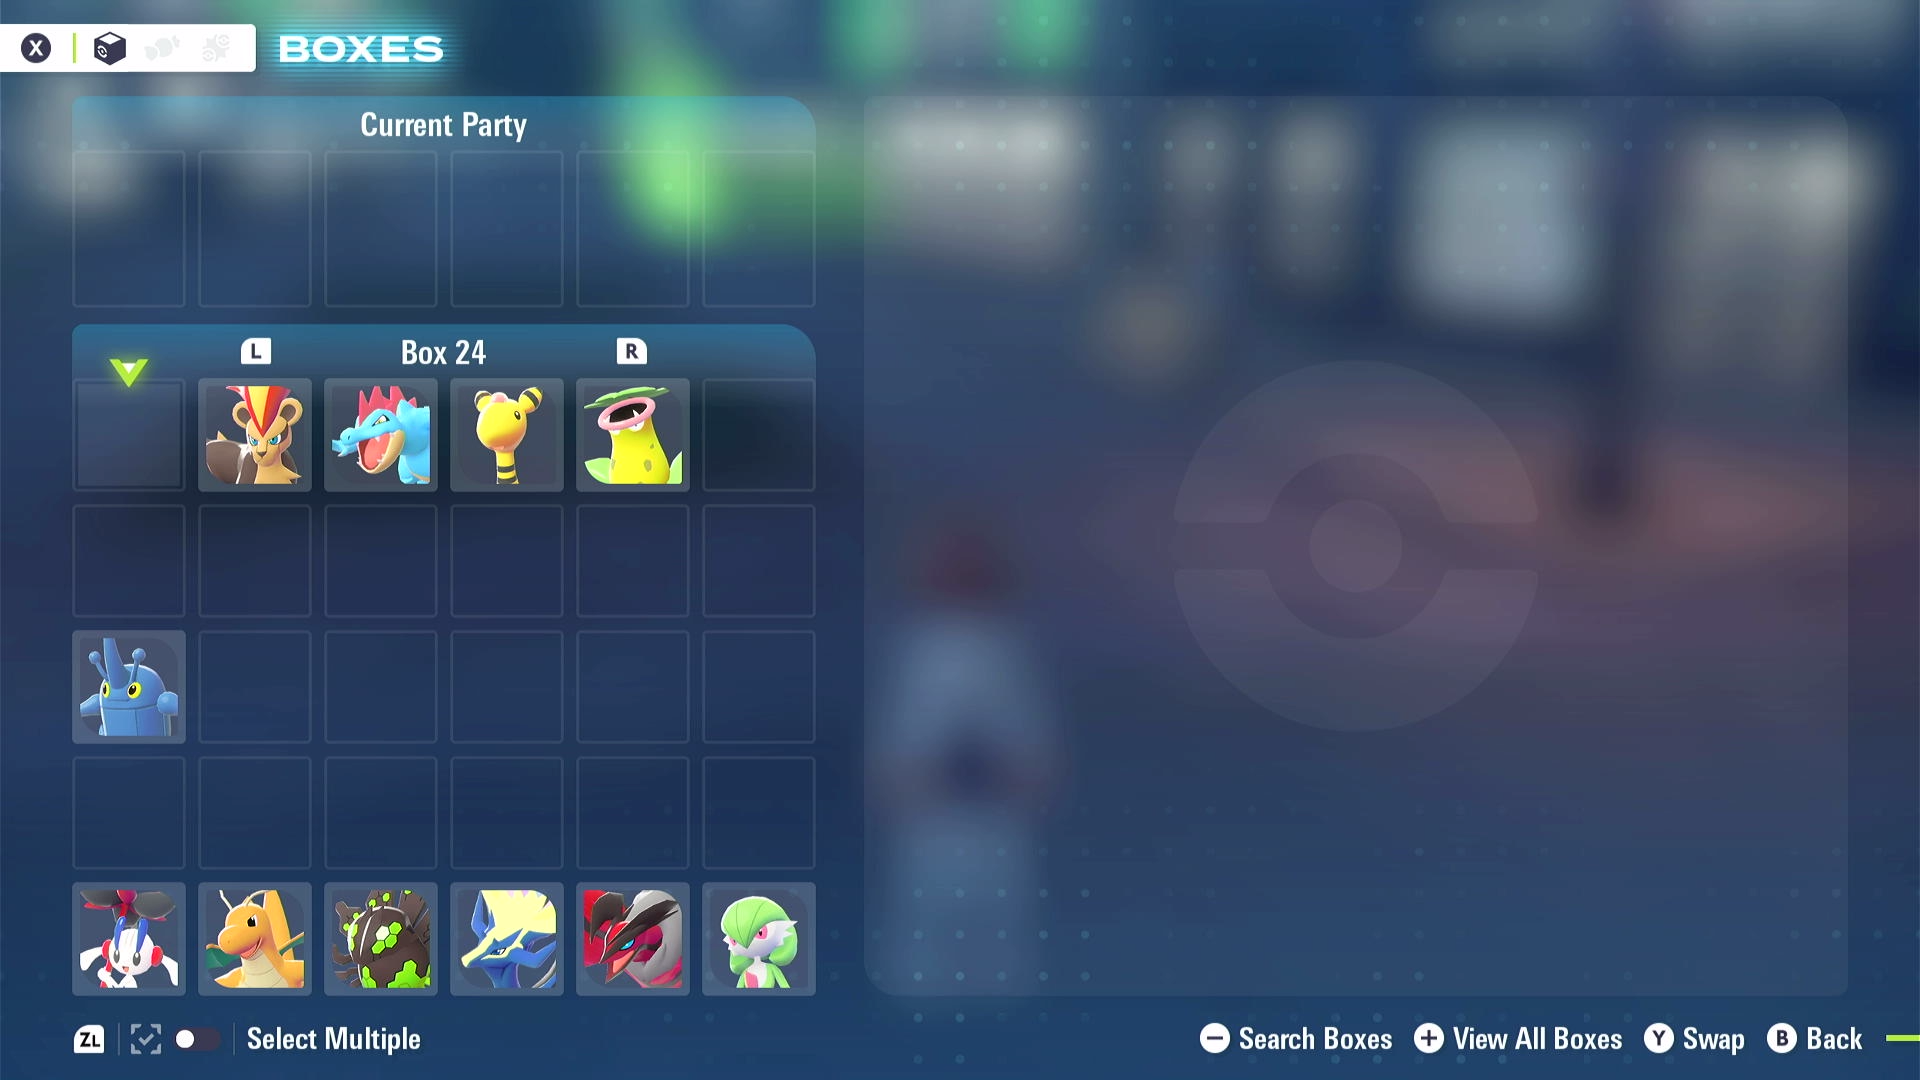 X BOXES
Current Party
L Box 24 R
ZL Select Multiple
Search Boxes View All Boxes Y Swap B Back